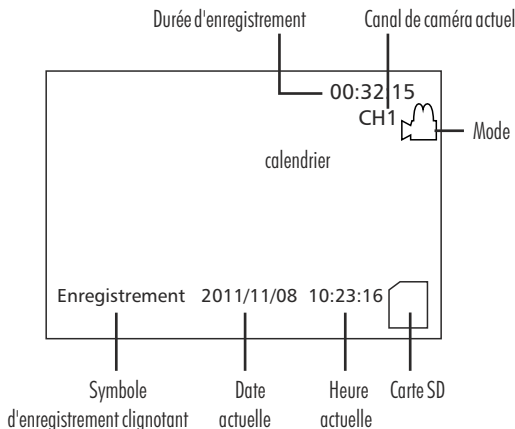 Durée d'enregistrement Canal de caméra actuel
00:32:15
CH1
Mode
calendrier
Enregistrement 2011/11/08 10:23:16
Symbole Date Heure Carte SD
d'enregistrement clignotant actuelle actuelle